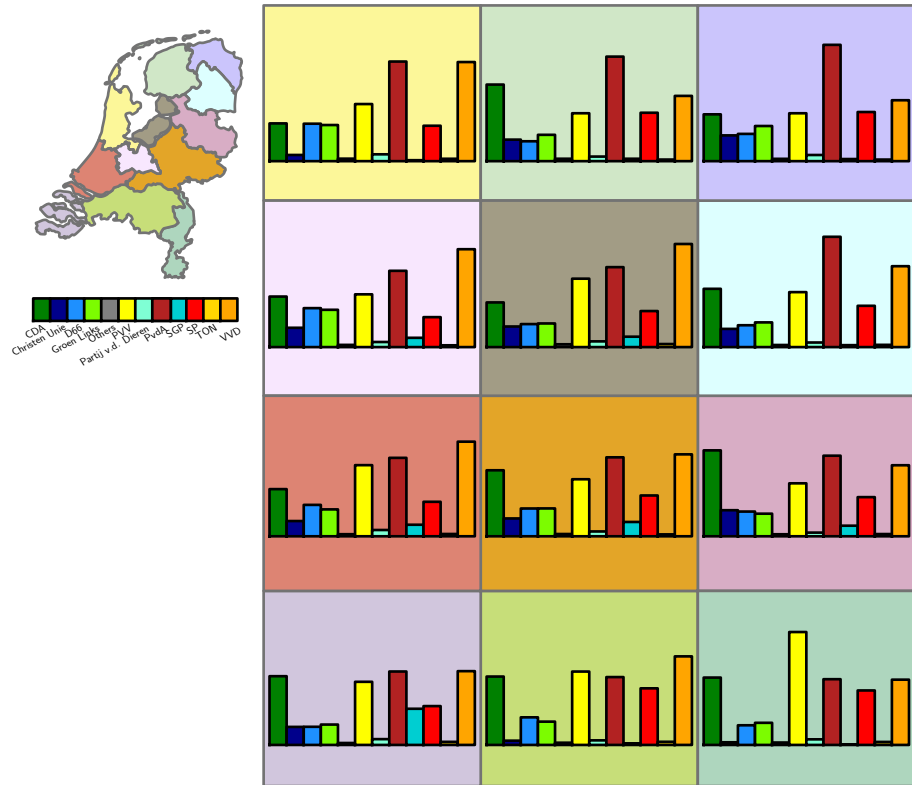 CDA
Christen Unie
D66
Groen Links
Others
PVV
Partij v.d. Dieren
PvdA
SGP
SP
TON
VVD